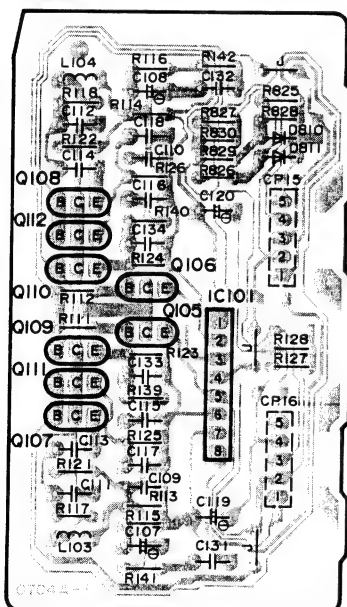 L104 R116 R142 J
R118 C108 C132 R825
C112 R114 R827 R828
R122 C118 R830 D810
C114 C110 R829 D811
Q108 R126 R826 CP15
B C E C116 C120 5
Q112 R140 4
B C E C134 3
R124 2
B C E Q106 1
Q110 R112 B C E IC101
Q109 R111 Q105 1
B C E 2 R128
B C E R123 3 R127
Q111 C133 4
B C E R139 5 CP16
B C E C115 6 5
Q107 C113 R125 7 4
R121 C117 8 3
C111 C109 2
R117 R113 1
R115 C119
L103 C107
C131
R141
0704A